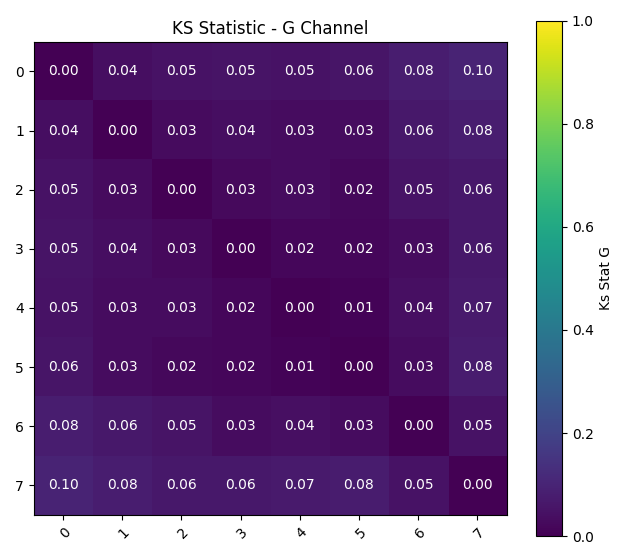 KS Statistic - G Channel
0 0.00 0.04 0.05 0.05 0.05 0.06 0.08 0.10
1 0.04 0.00 0.03 0.04 0.03 0.03 0.06 0.08
2 0.05 0.03 0.00 0.03 0.03 0.02 0.05 0.06
3 0.05 0.04 0.03 0.00 0.02 0.02 0.03 0.06
4 0.05 0.03 0.03 0.02 0.00 0.01 0.04 0.07
5 0.06 0.03 0.02 0.02 0.01 0.00 0.03 0.08
6 0.08 0.06 0.05 0.03 0.04 0.03 0.00 0.05
7 0.10 0.08 0.06 0.06 0.07 0.08 0.05 0.00
0 1 2 3 4 5 6 7
1.0
0.8
0.6
0.4
0.2
0.0
Ks Stat G